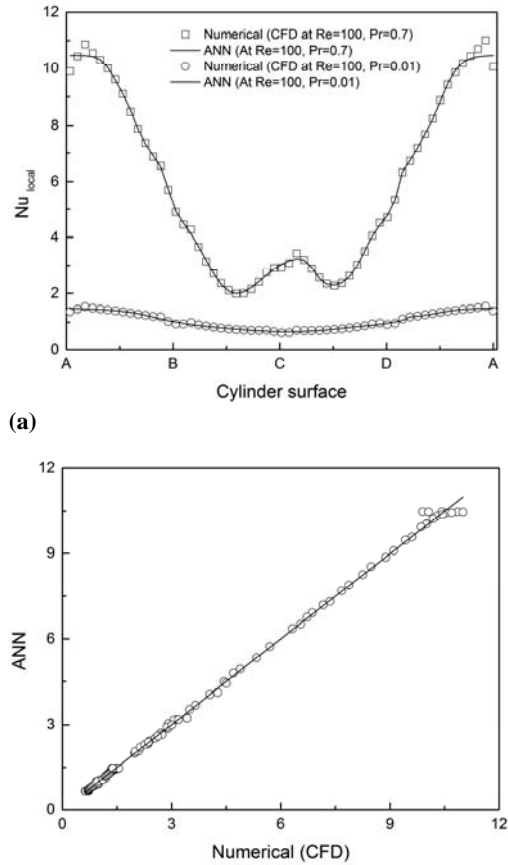 Numerical (CFD at Re=100, Pr=0.7)
ANN (At Re=100, Pr=0.7)
Numerical (CFD at Re=100, Pr=0.01)
ANN (At Re=100, Pr=0.01)
12
10
8
6
4
2
0
Nu local
A B C D A
Cylinder surface
(a)
12
9
6
3
0
ANN
0 3 6 9 12
Numerical (CFD)